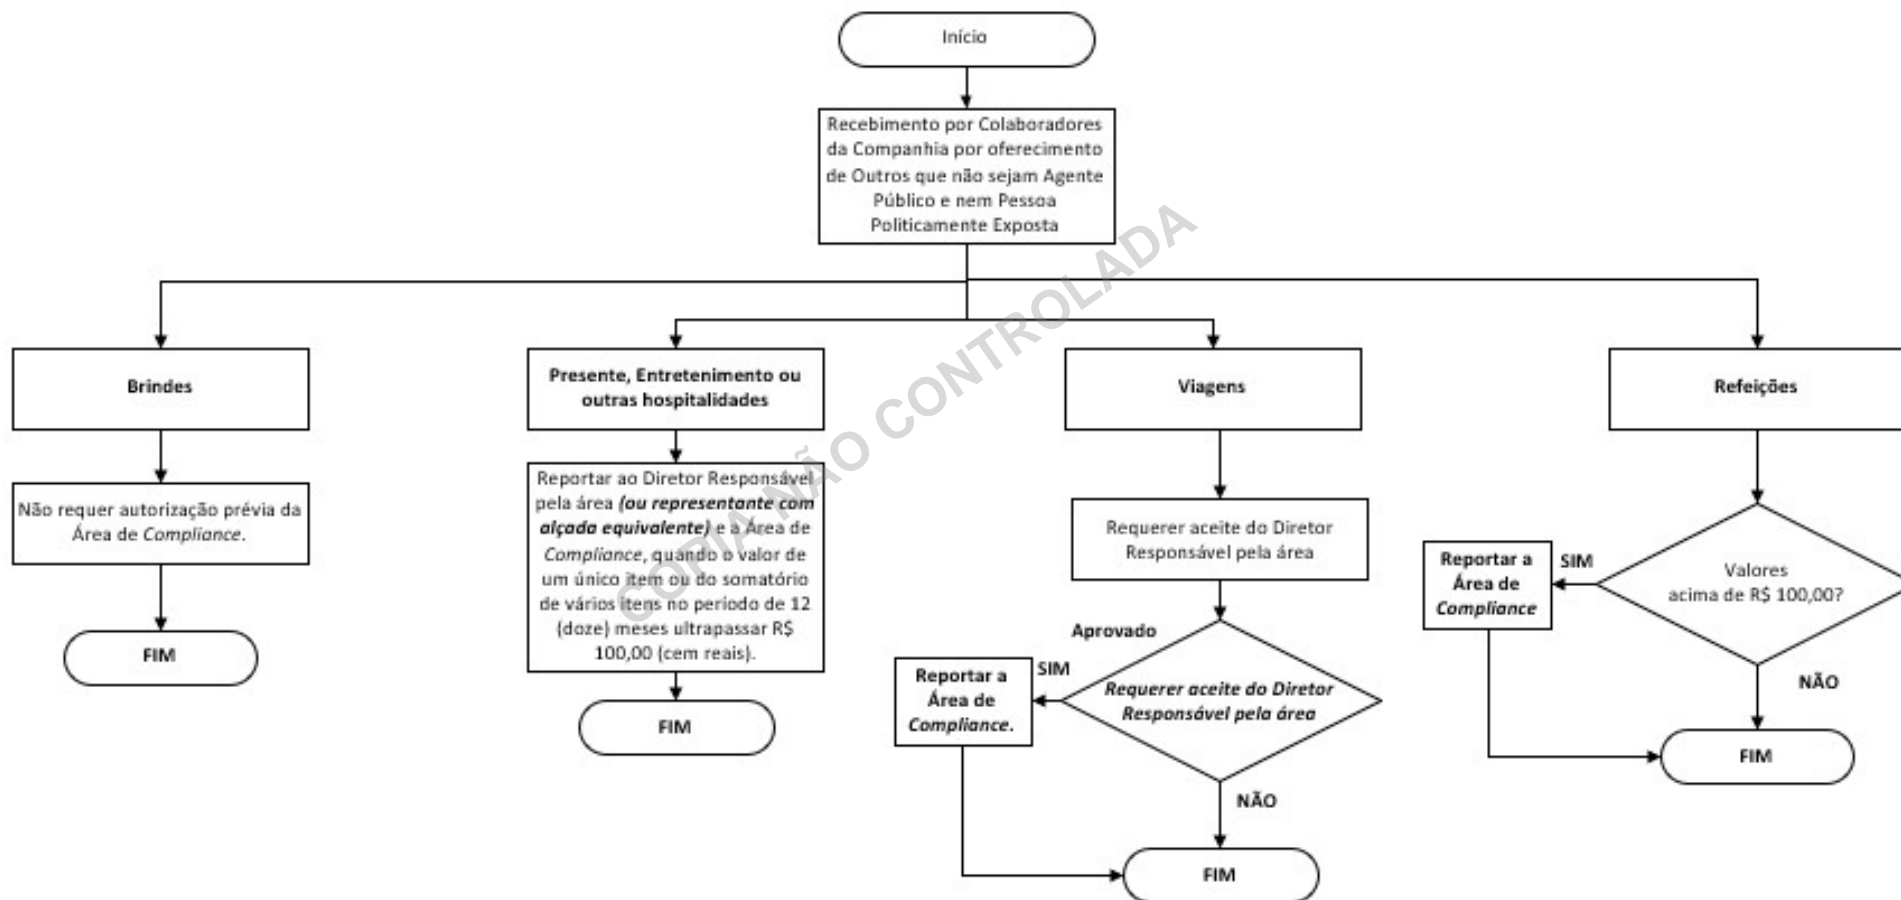 Início
Recebimento por Colaboradores
da Companhia por oferecimento
de Outros que não sejam Agente
Público e nem Pessoa
Politicamente Exposta
Brindes
Não requer autorização prévia da
Área de Compliance.
FIM
Presente, Entretenimento ou
outras hospitalidades
Reportar ao Diretor Responsável
pela área (ou representante com
alçada equivalente) e a Área de
Compliance, quando o valor de
um único item ou do somatório
de vários itens no período de 12
(doze) meses ultrapassar R$
100,00 (cem reais).
FIM
Viagens
Requerer aceite do Diretor
Responsável pela área
Aprovado
SIM
Requerer aceite do Diretor
Responsável pela área
Reportar a
Área de
Compliance.
NÃO
FIM
Refeições
Valores
acima de R$ 100,00?
SIM
Reportar a
Área de
Compliance
NÃO
FIM
COPIA NÃO CONTROLADA